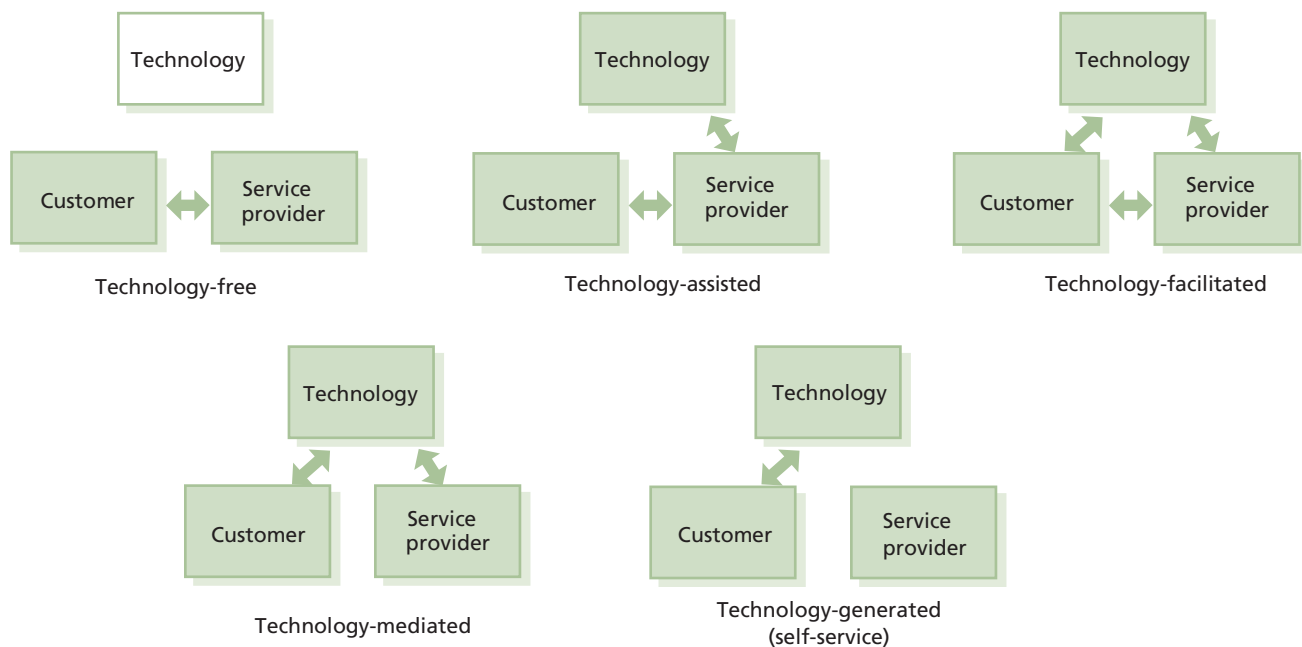 Technology
Customer
Service
provider
Technology-free
Technology
Customer
Service
provider
Technology-assisted
Technology
Customer
Service
provider
Technology-facilitated
Technology
Customer
Service
provider
Technology-mediated
Technology
Customer
Service
provider
Technology-generated
(self-service)